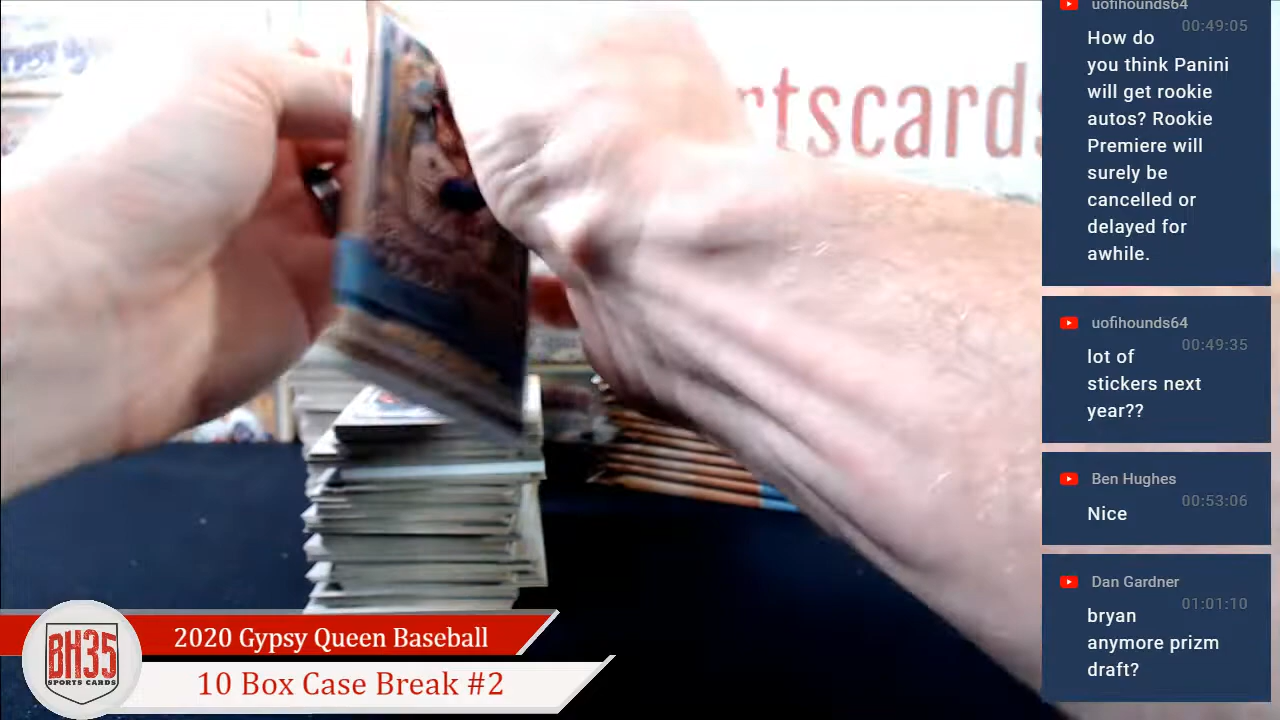 rtscards
uofihounds64
00:49:05
How do
you think Panini
will get rookie
autos? Rookie
Premiere will
surely be
cancelled or
delayed for
awhile.
uofihounds64
00:49:35
lot of
stickers next
year??
Ben Hughes
00:53:06
Nice
Dan Gardner
01:01:10
bryan
anymore prizm
draft?
BH35
SPORTS CARDS
2020 Gypsy Queen Baseball
10 Box Case Break #2